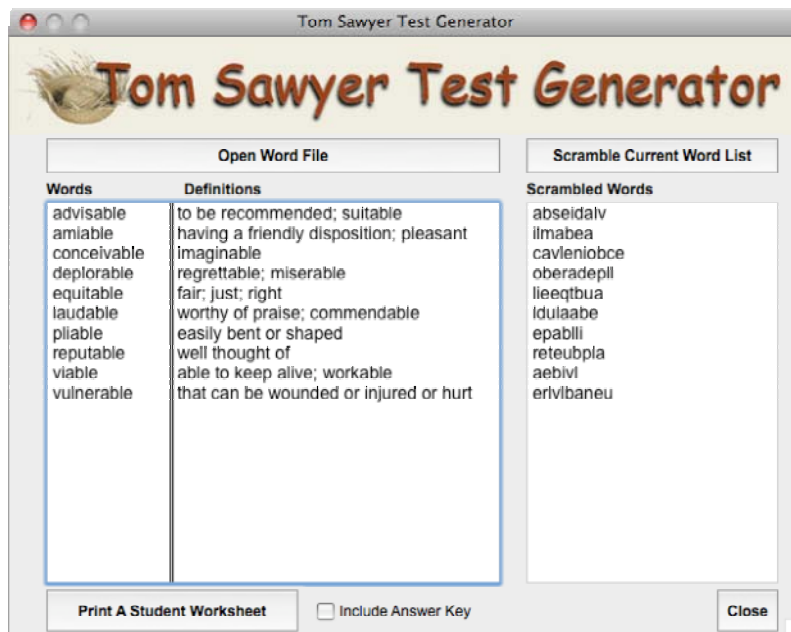 Tom Sawyer Test Generator
Tom Sawyer Test Generator
Open Word File
Scramble Current Word List
Words Definitions
Scrambled Words
advisable to be recommended; suitable
abseidalv
amiable having a friendly disposition; pleasant
ilmabea
conceivable imaginable
cavleniobce
deplorable regrettable; miserable
oberadepll
equitable fair; just; right
lieeqtbua
laudable worthy of praise; commendable
ldulaabe
pliable easily bent or shaped
epablli
reputable well thought of
reteubpla
viable able to keep alive; workable
aebivl
vulnerable that can be wounded or injured or hurt
erlvlbaneu
Print A Student Worksheet
Include Answer Key
Close